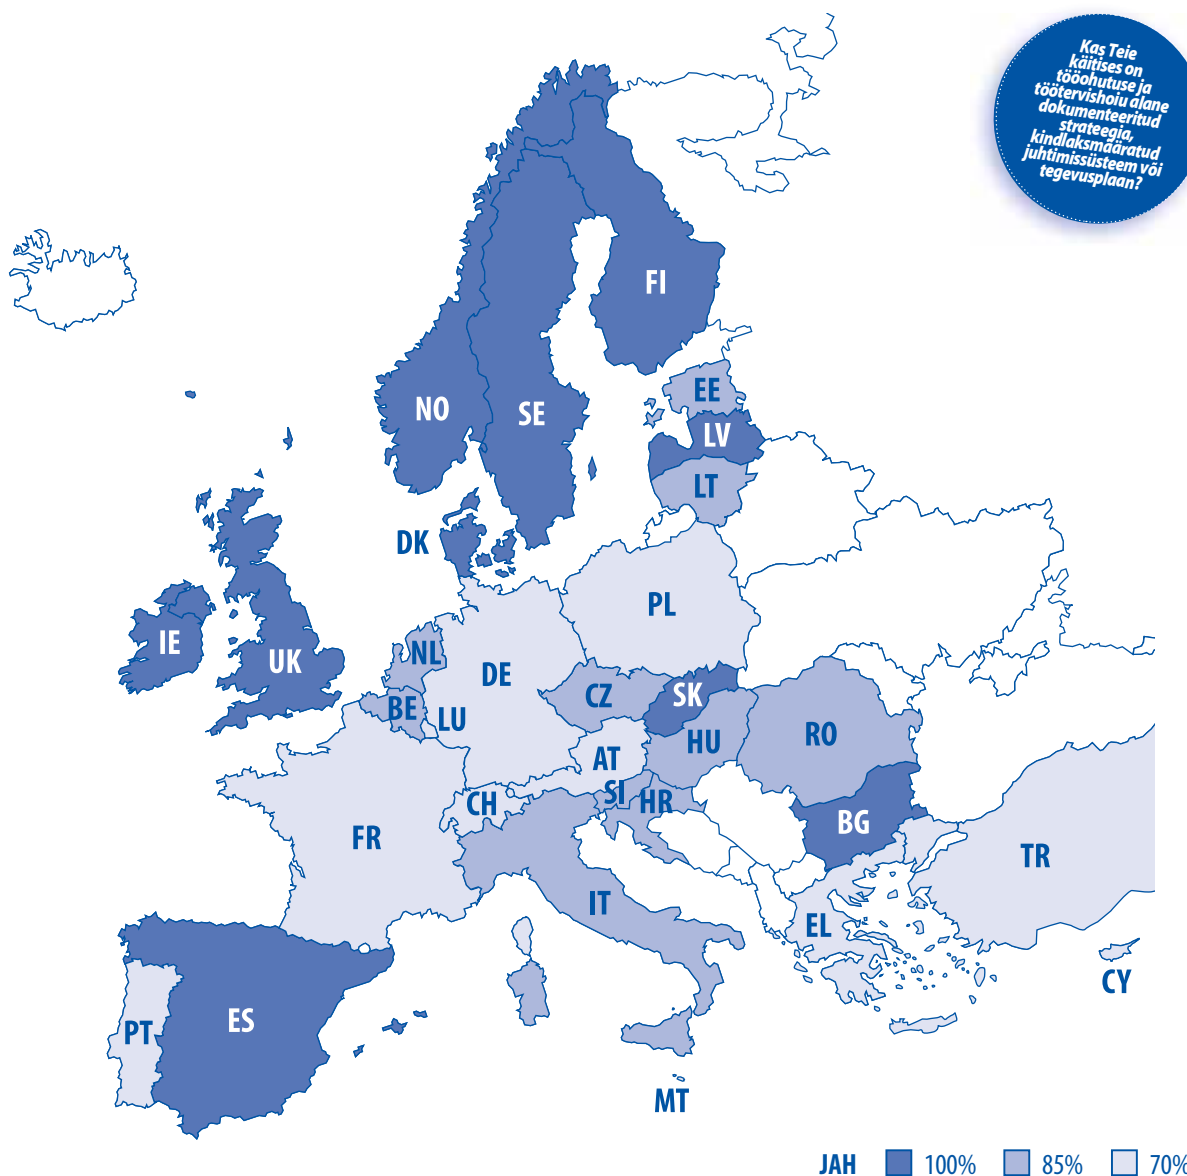 Kas Teie
käitises on
tööohutuse ja
töötervishoiu alane
dokumenteeritud
strateegia,
kindlaksmääratud
juhtimissüsteem või
tegevusplaan?
FI
NO
SE
EE
LV
LT
DK
IE
UK
NL
BE
LU
DE
PL
CZ
SK
AT
HU
RO
CH
SI
HR
FR
BG
TR
IT
EL
CY
PT
ES
MT
JAH 100% 85% 70%